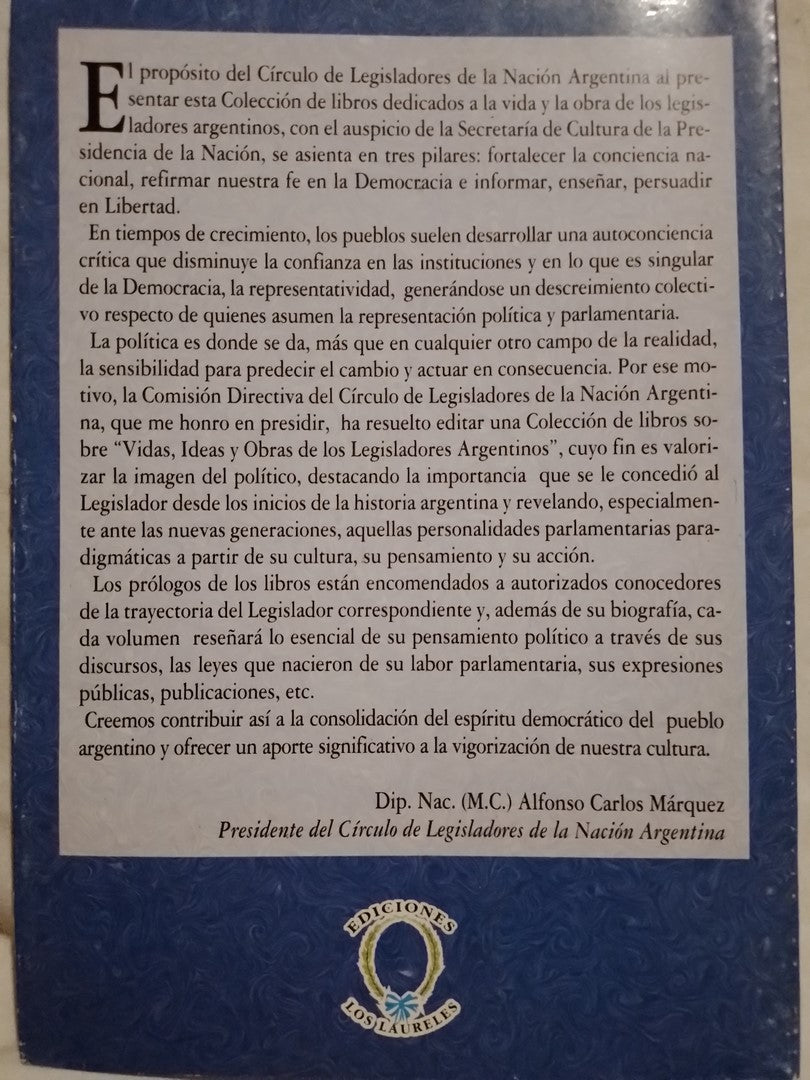 El propósito del Círculo de Legisladores de la Nación Argentina al pre-
sentar esta Colección de libros dedicados a la vida y la obra de los legis-
ladores argentinos, con el auspicio de la Secretaría de Cultura de la Pre-
sidencia de la Nación, se asienta en tres pilares: fortalecer la conciencia na-
cional, refirmar nuestra fe en la Democracia e informar, enseñar, persuadir
en Libertad.
En tiempos de crecimiento, los pueblos suelen desarrollar una autoconciencia
crítica que disminuye la confianza en las instituciones y en lo que es singular
de la Democracia, la representatividad, generándose un descreimiento colecti-
vo respecto de quienes asumen la representación política y parlamentaria.
La política es donde se da, más que en cualquier otro campo de la realidad,
la sensibilidad para predecir el cambio y actuar en consecuencia. Por ese mo-
tivo, la Comisión Directiva del Círculo de Legisladores de la Nación Argenti-
na, que me honro en presidir, ha resuelto editar una Colección de libros so-
bre “Vidas, Ideas y Obras de los Legisladores Argentinos”, cuyo fin es valori-
zar la imagen del político, destacando la importancia que se le concedió al
Legislador desde los inicios de la historia argentina y revelando, especialmen-
te ante las nuevas generaciones, aquellas personalidades parlamentarias para-
digmáticas a partir de su cultura, su pensamiento y su acción.
Los prólogos de los libros están encomendados a autorizados conocedores
de la trayectoria del Legislador correspondiente y, además de su biografía, ca-
da volumen reseñará lo esencial de su pensamiento político a través de sus
discursos, las leyes que nacieron de su labor parlamentaria, sus expresiones
públicas, publicaciones, etc.
Creemos contribuir así a la consolidación del espíritu democrático del pueblo
argentino y ofrecer un aporte significativo a la vigorización de nuestra cultura.
Dip. Nac. (M.C.) Alfonso Carlos Márquez
Presidente del Círculo de Legisladores de la Nación Argentina
EDICIONES
LOS LAURELES